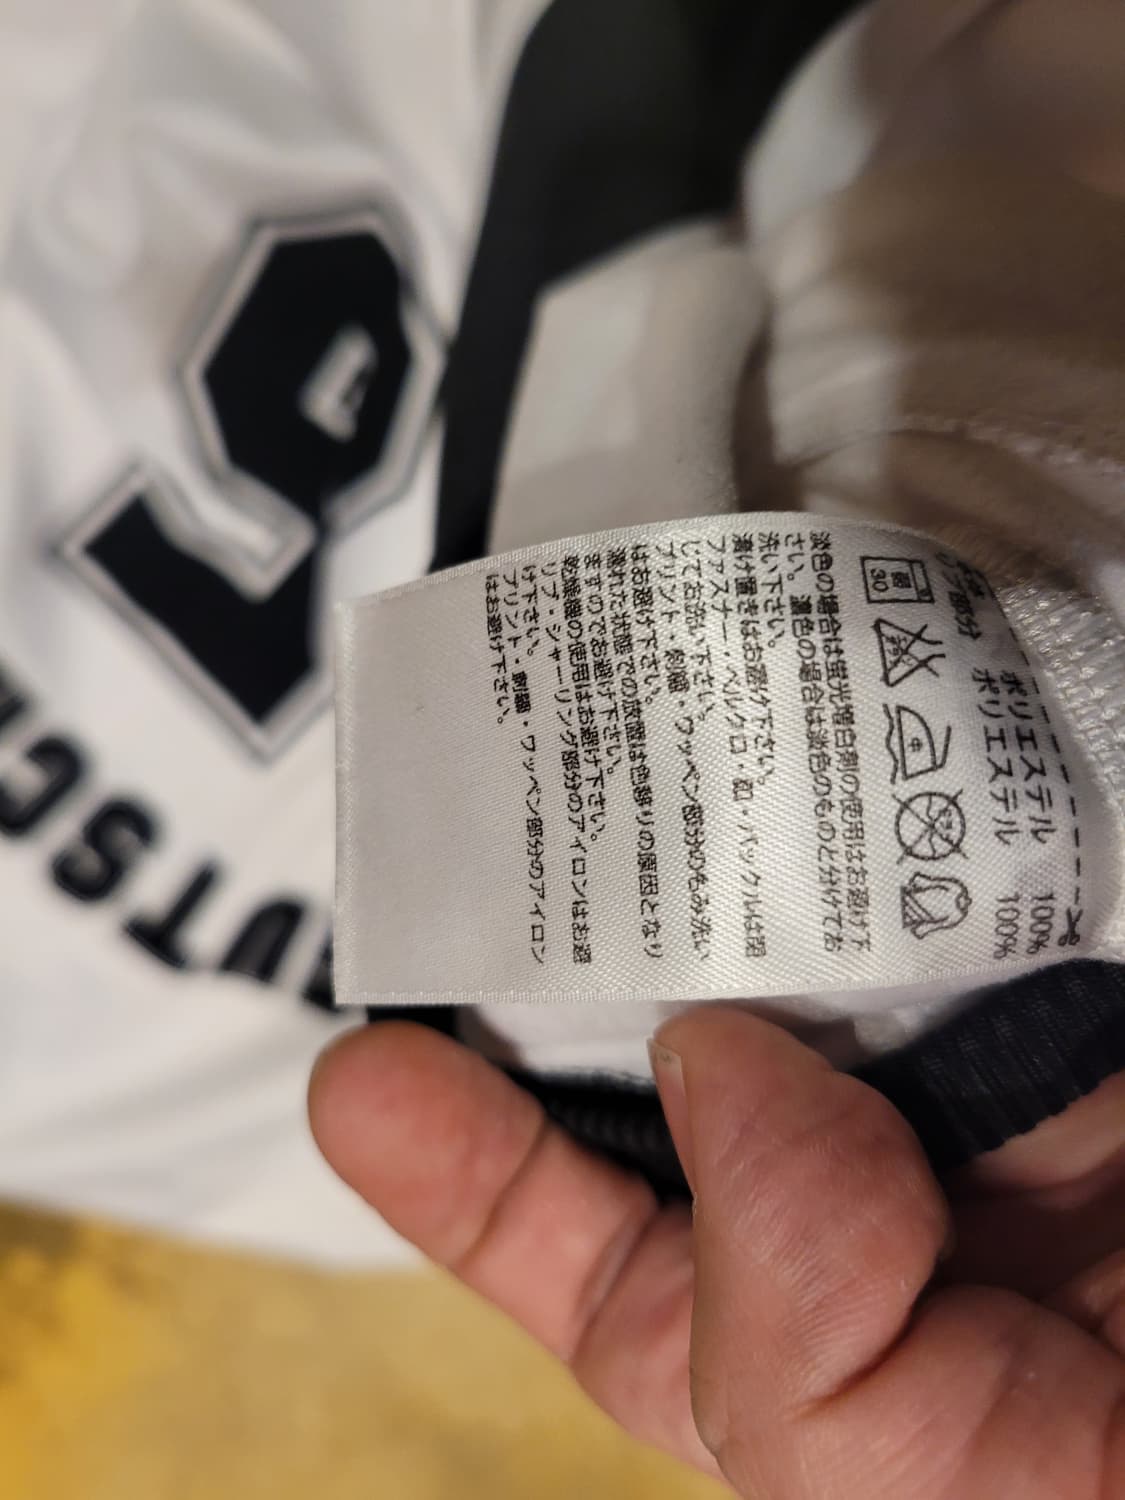 リブ部分 ポリエステル 100%
ポリエステル 100%
30
淡色の場合は蛍光増白剤の使用はお避け下
さい。濃色の場合は淡色のものと分けてお
洗い下さい。
漬け置きはお避け下さい。
ファスナー・ベルクロ・釦・バックルは閉
じてお洗い下さい。
プリント・刺繍・ワッペン部分のもみ洗い
はお避け下さい。
濡れた状態での放置は色移りの原因となり
ますのでお避け下さい。
乾燥機の使用はお避け下さい。
リブ・シャーリング部分のアイロンはお避
け下さい。
プリント・刺繍・ワッペン部分のアイロン
はお避け下さい。